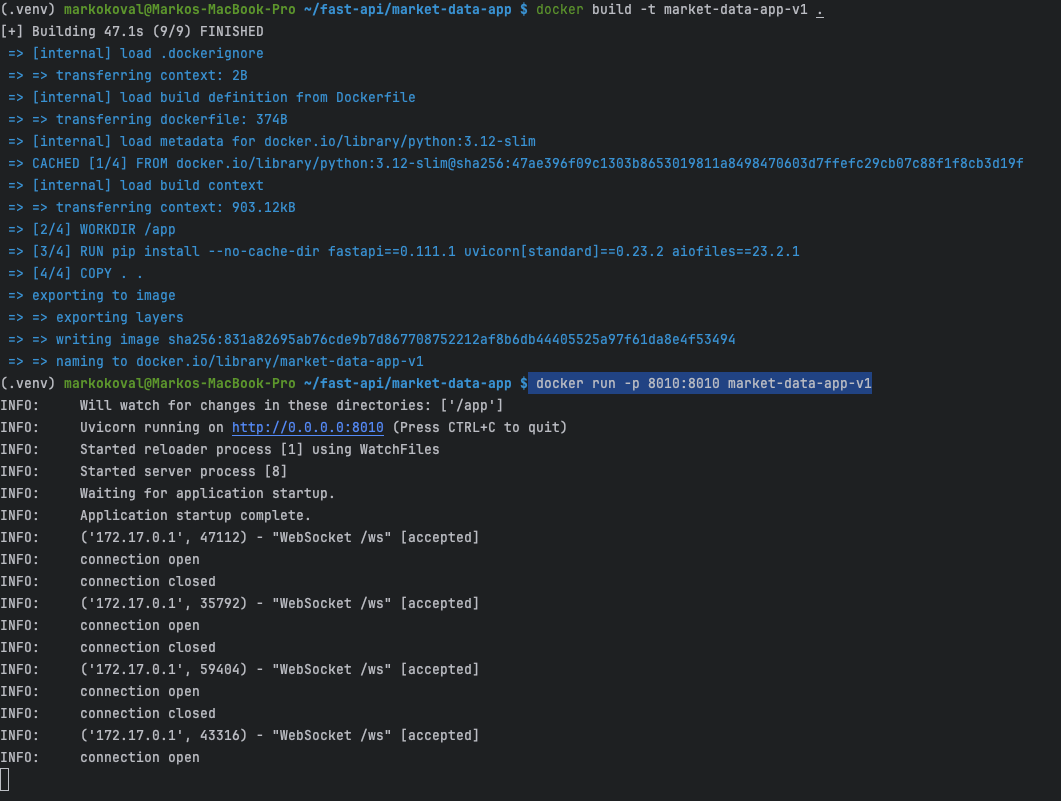 (.venv) markokoval@Markos-MacBook-Pro ~/fast-api/market-data-app $ docker build -t market-data-app-v1 .
[+] Building 47.1s (9/9) FINISHED
=> [internal] load .dockerignore
=> => transferring context: 2B
=> [internal] load build definition from Dockerfile
=> => transferring dockerfile: 374B
=> [internal] load metadata for docker.io/library/python:3.12-slim
=> CACHED [1/4] FROM docker.io/library/python:3.12-slim@sha256:47ae396f09c1303b8653019811a8498470603d7ffefc29cb07c88f1f8cb3d19f
=> [internal] load build context
=> => transferring context: 903.12kB
=> [2/4] WORKDIR /app
=> [3/4] RUN pip install --no-cache-dir fastapi==0.111.1 uvicorn[standard]==0.23.2 aiofiles==23.2.1
=> [4/4] COPY . .
=> exporting to image
=> => exporting layers
=> => writing image sha256:831a82695ab76cde9b7d867708752212af8b6db44405525a97f61da8e4f53494
=> => naming to docker.io/library/market-data-app-v1
(.venv) markokoval@Markos-MacBook-Pro ~/fast-api/market-data-app $ docker run -p 8010:8010 market-data-app-v1
INFO:     Will watch for changes in these directories: ['/app']
INFO:     Uvicorn running on http://0.0.0.0:8010 (Press CTRL+C to quit)
INFO:     Started reloader process [1] using WatchFiles
INFO:     Started server process [8]
INFO:     Waiting for application startup.
INFO:     Application startup complete.
INFO:     ('172.17.0.1', 47112) - "WebSocket /ws" [accepted]
INFO:     connection open
INFO:     connection closed
INFO:     ('172.17.0.1', 35792) - "WebSocket /ws" [accepted]
INFO:     connection open
INFO:     connection closed
INFO:     ('172.17.0.1', 59404) - "WebSocket /ws" [accepted]
INFO:     connection open
INFO:     connection closed
INFO:     ('172.17.0.1', 43316) - "WebSocket /ws" [accepted]
INFO:     connection open